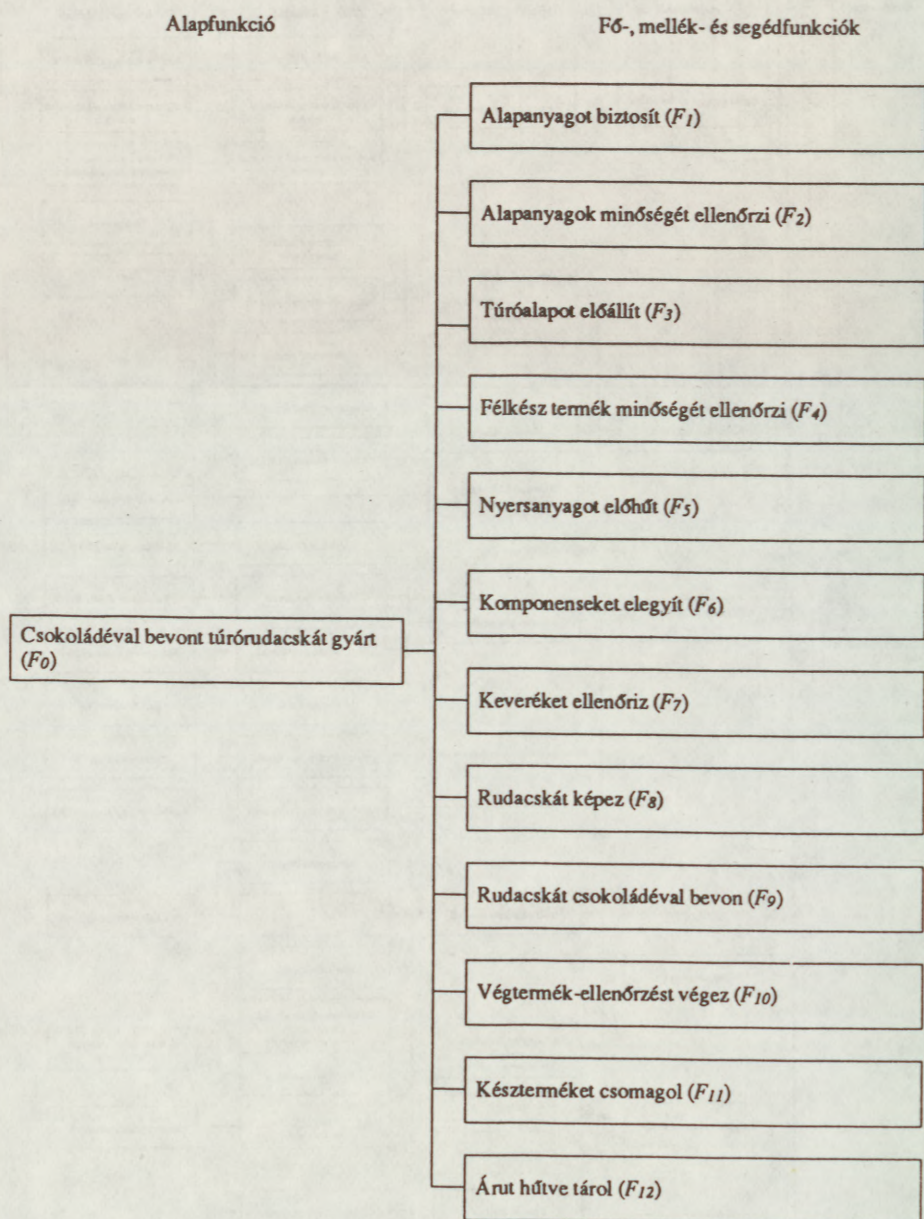 Alapfunkció
Fő-, mellék- és segédfunkciók
Alapanyagot biztosít (F1)
Alapanyagok minőségét ellenőrzi (F2)
Túróalapot előállít (F3)
Félkész termék minőségét ellenőrzi (F4)
Nyersanyagot előhűt (F5)
Komponenseket elegyít (F6)
Csokoládéval bevont túrórudacskát gyárt
(F0)
Keveréket ellenőriz (F7)
Rudacskát képez (F8)
Rudacskát csokoládéval bevon (F9)
Végtermék-ellenőrzést végez (F10)
Készterméket csomagol (F11)
Árut hűtve tárol (F12)